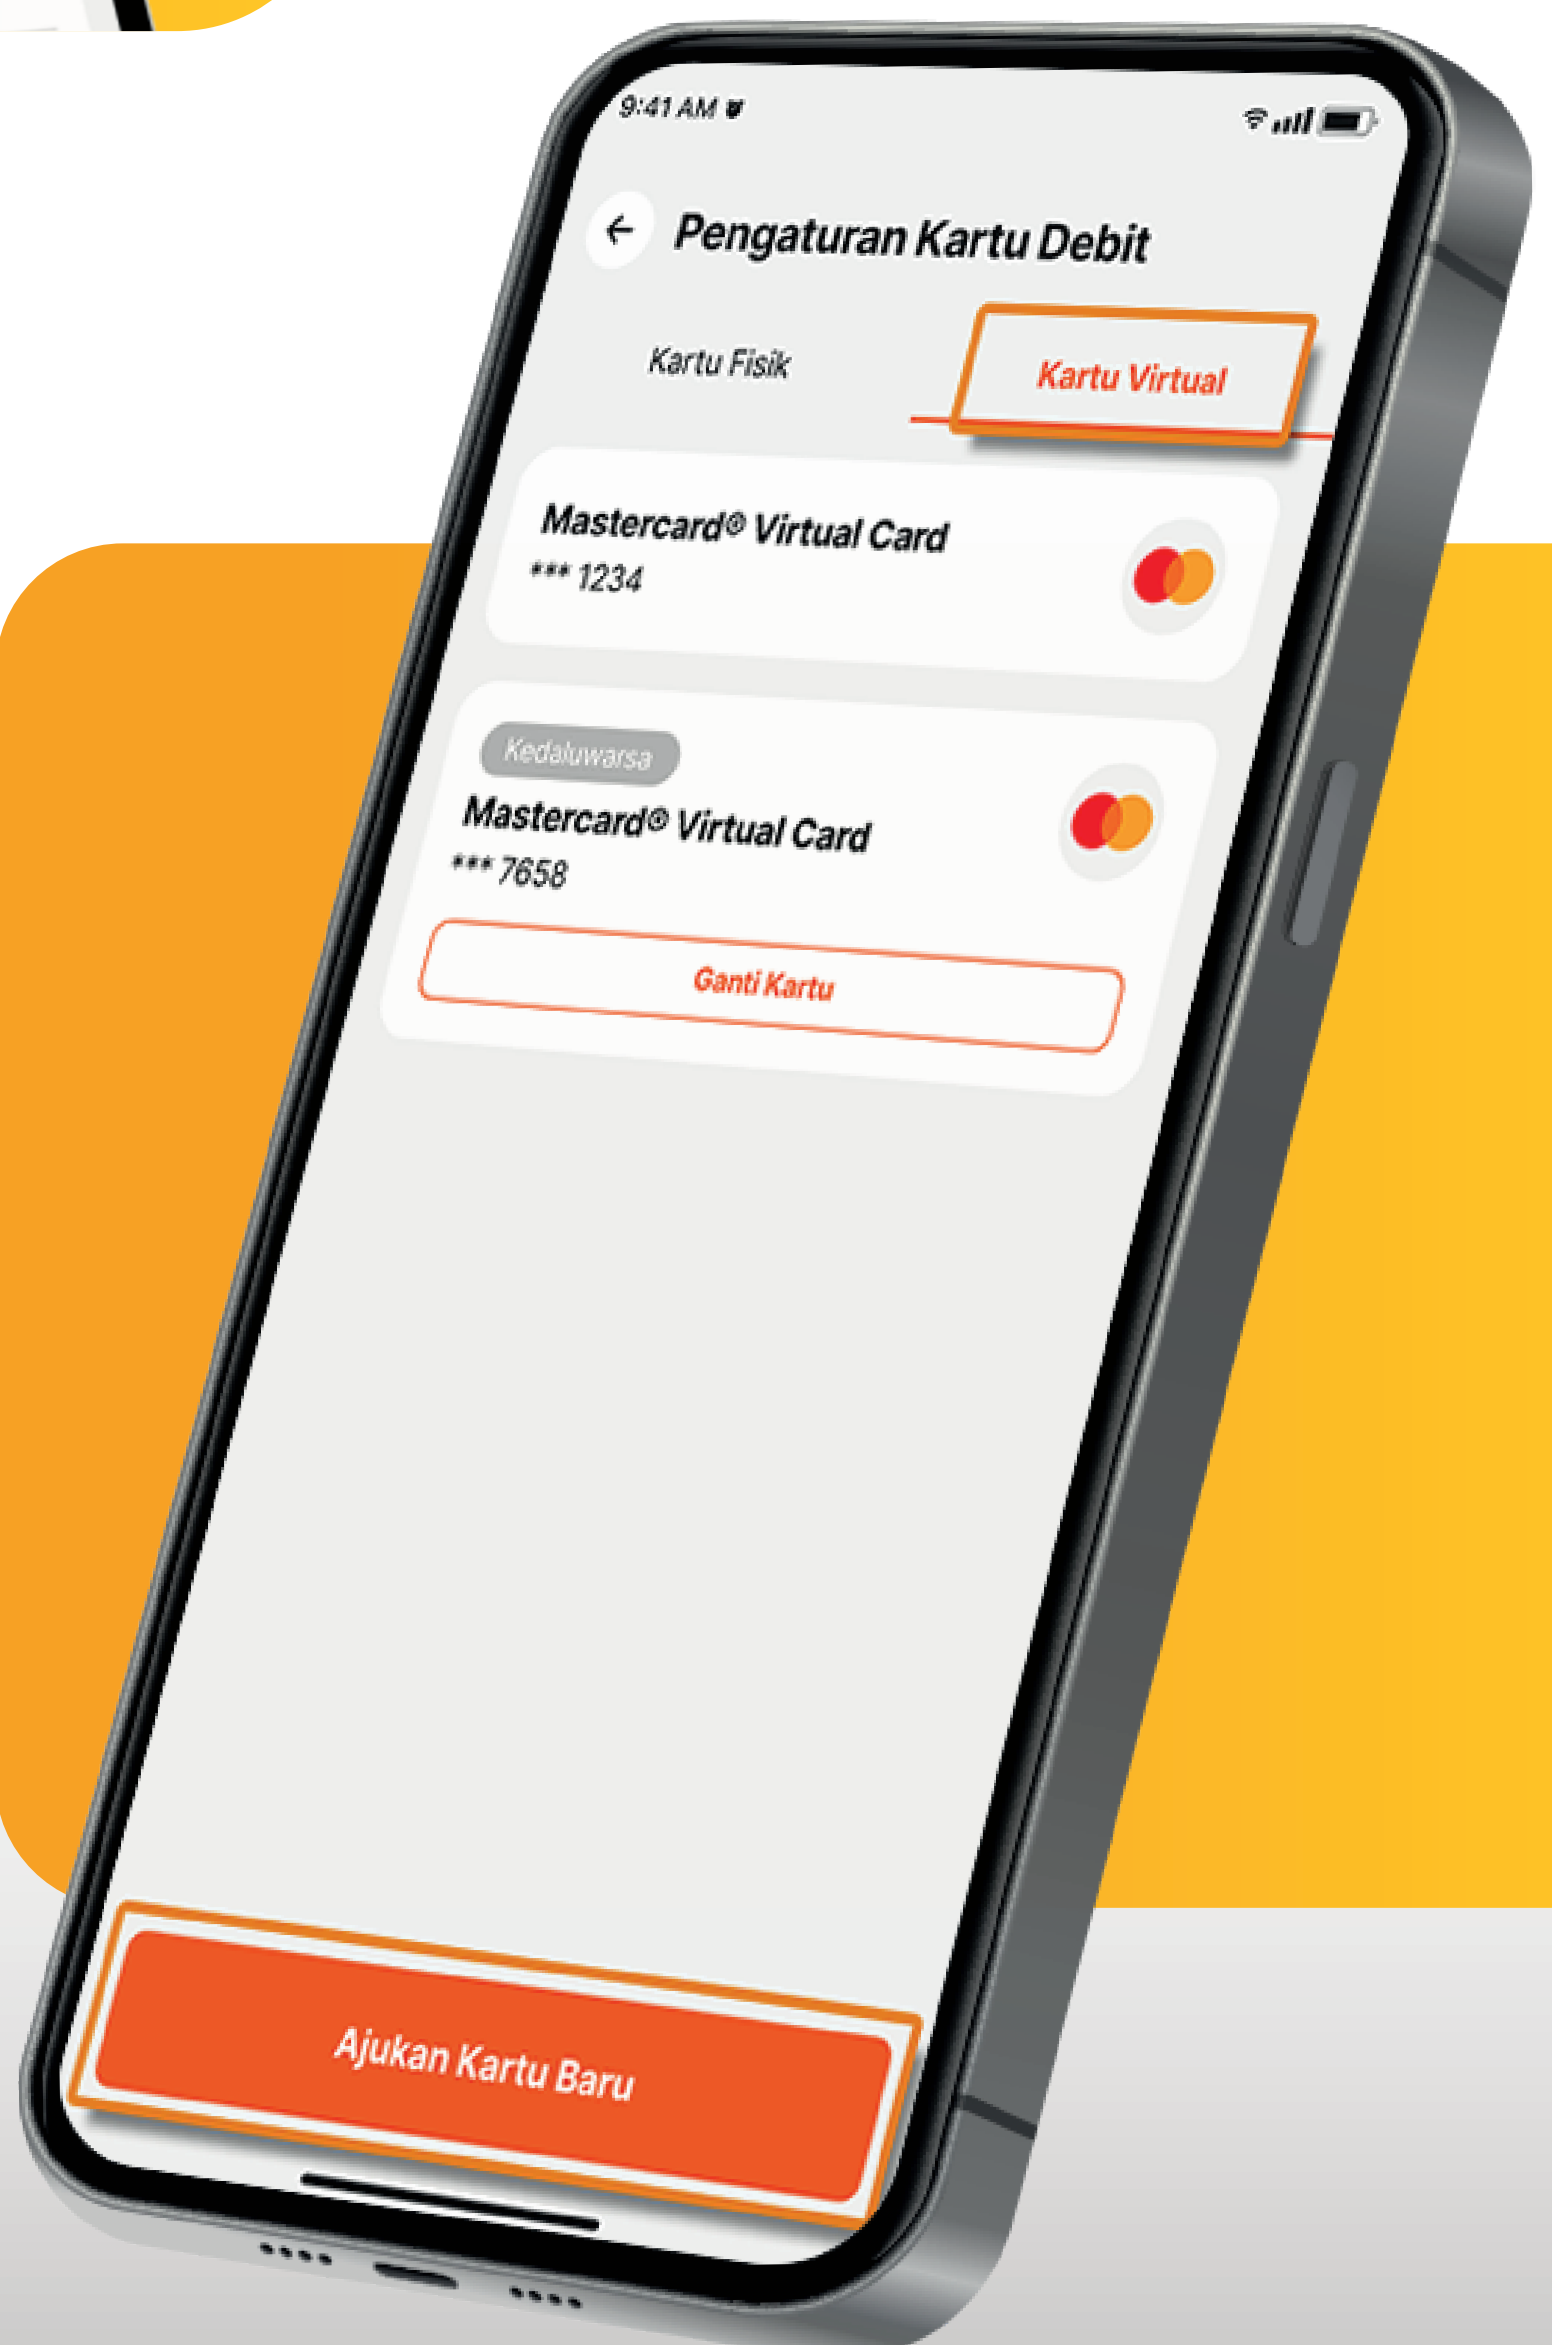 9:41 AM
Pengaturan Kartu Debit
Kartu Fisik
Kartu Virtual
Mastercard® Virtual Card
*** 1234
Kedaluwarsa
Mastercard® Virtual Card
*** 7658
Ganti Kartu
Ajukan Kartu Baru